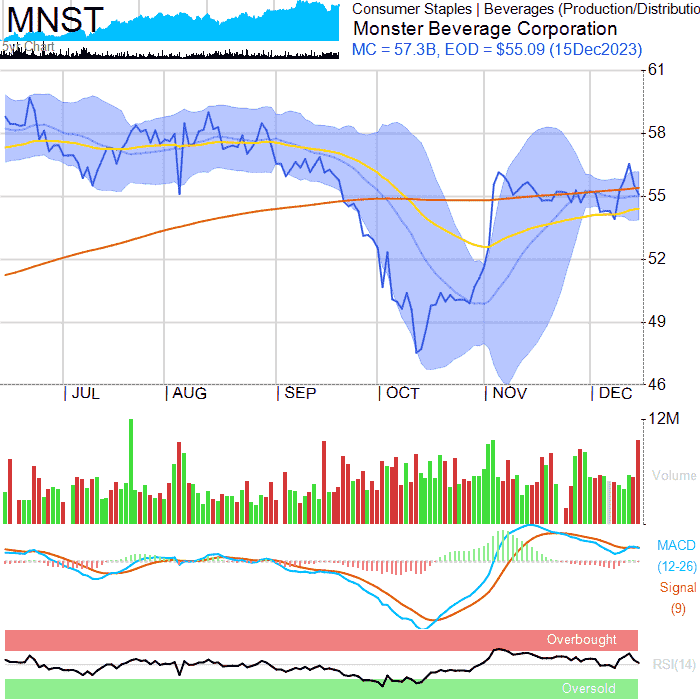 MNST
Consumer Staples | Beverages (Production/Distributio
Monster Beverage Corporation
MC = 57.3B, EOD = $55.09 (15Dec2023)
Chart
61
58
55
52
49
46
JUL
AUG
SEP
OCT
NOV
DEC
12M
Volume
MACD
(12-26)
Signal
(9)
Overbought
RSI(14)
Oversold